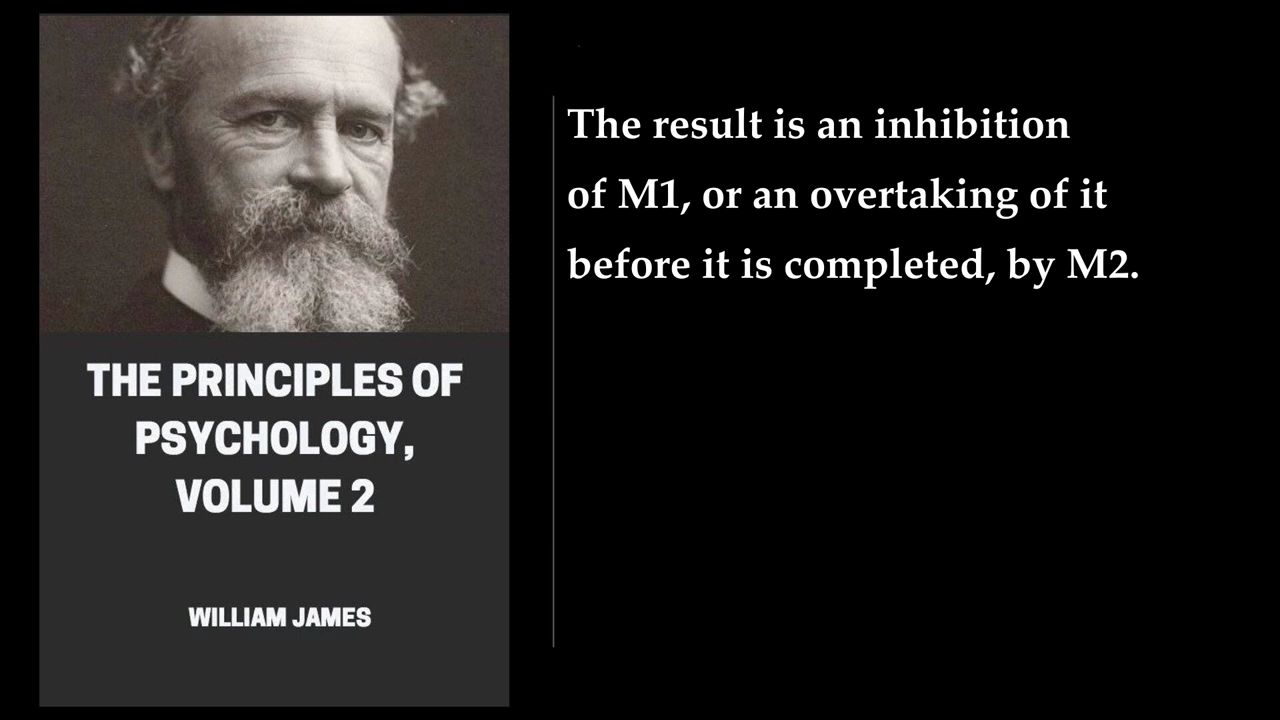 THE PRINCIPLES OF
PSYCHOLOGY,
VOLUME 2
WILLIAM JAMES
The result is an inhibition
of M1, or an overtaking of it
before it is completed, by M2.